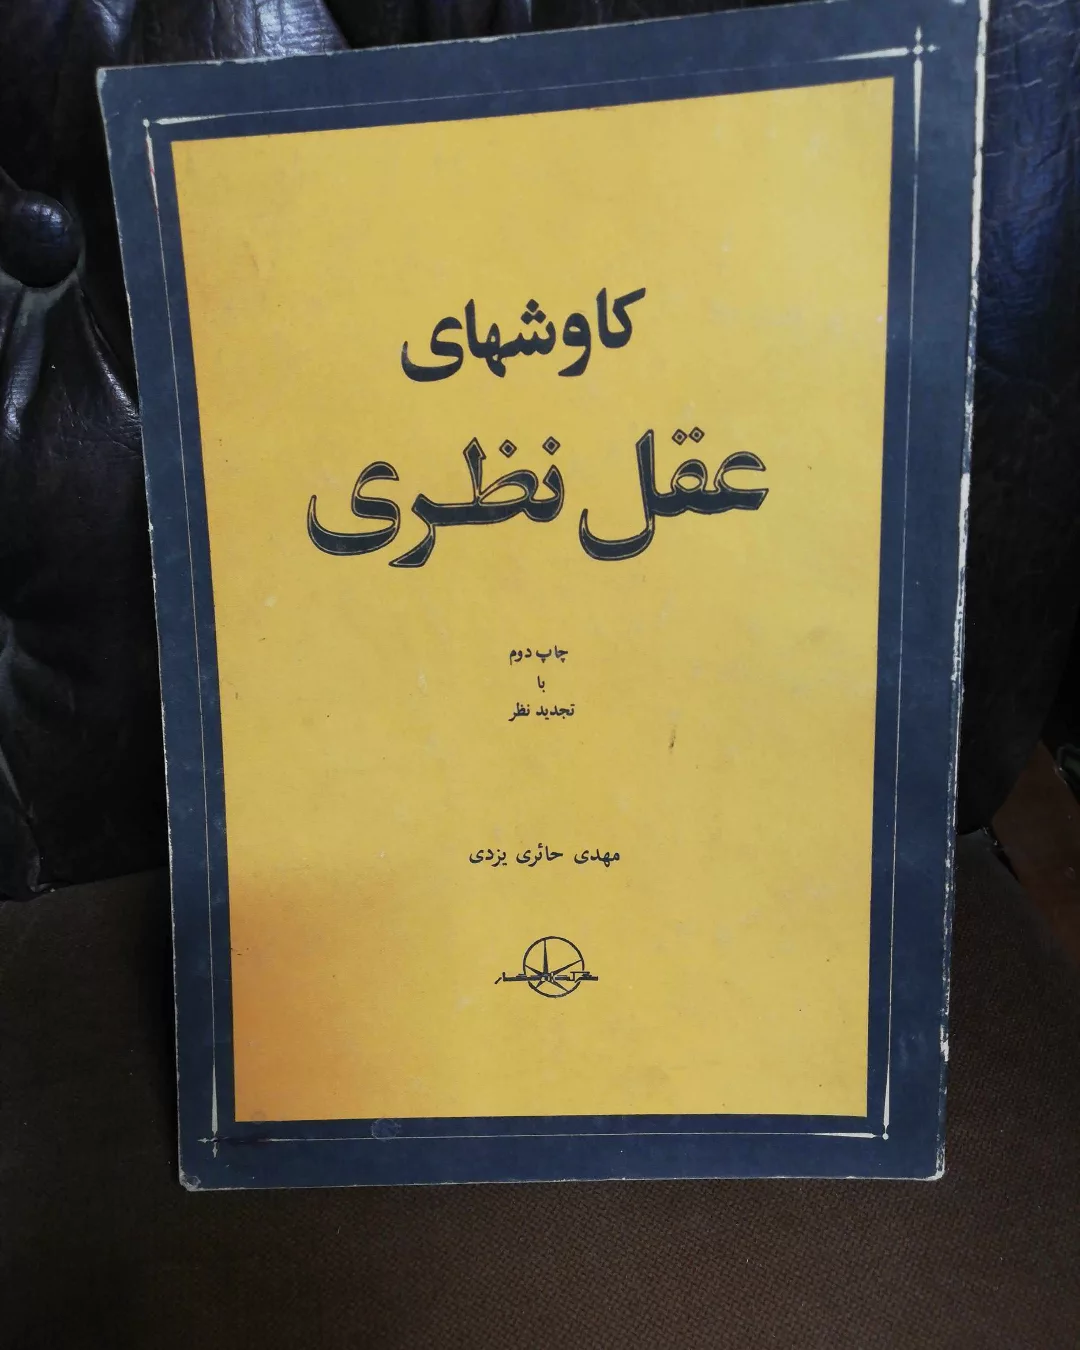 کاوشهای
عقل نظری
چاپ دوم
با
تجدید نظر
مهدی حائری یزدی